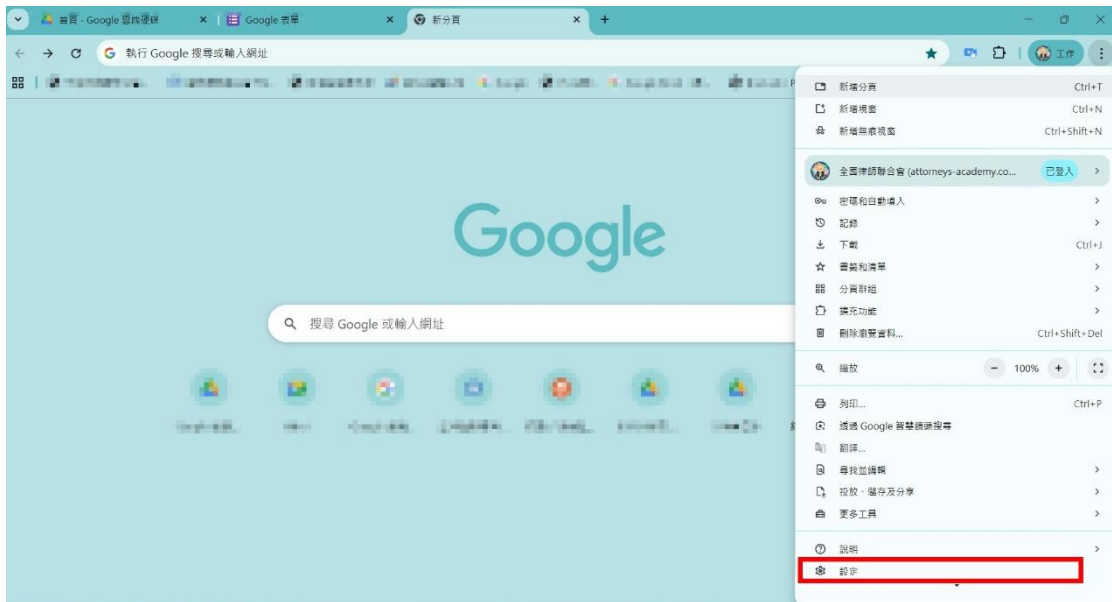 首頁 - Google 雲端硬碟
Google 表單
新分頁
執行 Google 搜尋或輸入網址
工作
Google
搜尋 Google 或輸入網址
新增分頁 Ctrl+T
新增視窗 Ctrl+N
新增無痕視窗 Ctrl+Shift+N
全國律師聯合會 (attorneys-academy.co... 已登入
密碼和自動填入
記錄
下載 Ctrl+J
書籤和清單
分頁群組
擴充功能
刪除瀏覽資料... Ctrl+Shift+Del
縮放 − 100% +
列印... Ctrl+P
透過 Google 智慧鏡頭搜尋
翻譯...
尋找並編輯
投放、儲存及分享
更多工具
說明
設定